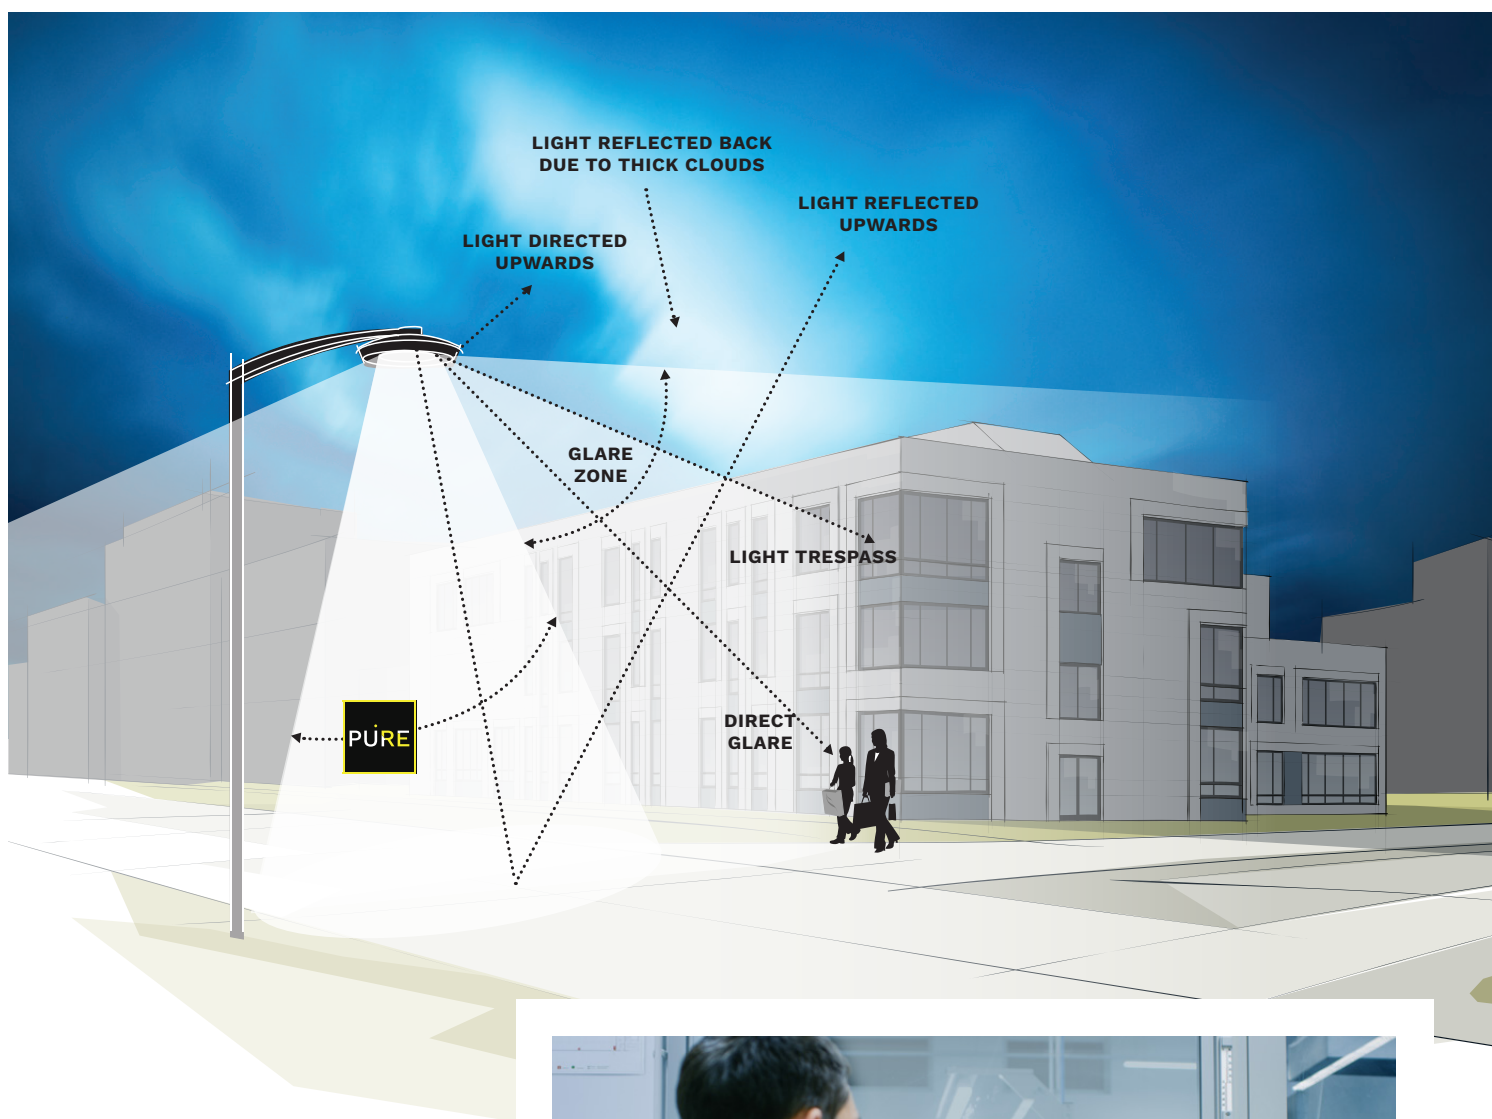 LIGHT REFLECTED BACK
DUE TO THICK CLOUDS
LIGHT REFLECTED
UPWARDS
LIGHT DIRECTED
UPWARDS
GLARE
ZONE
LIGHT TRESPASS
DIRECT
GLARE
PURE